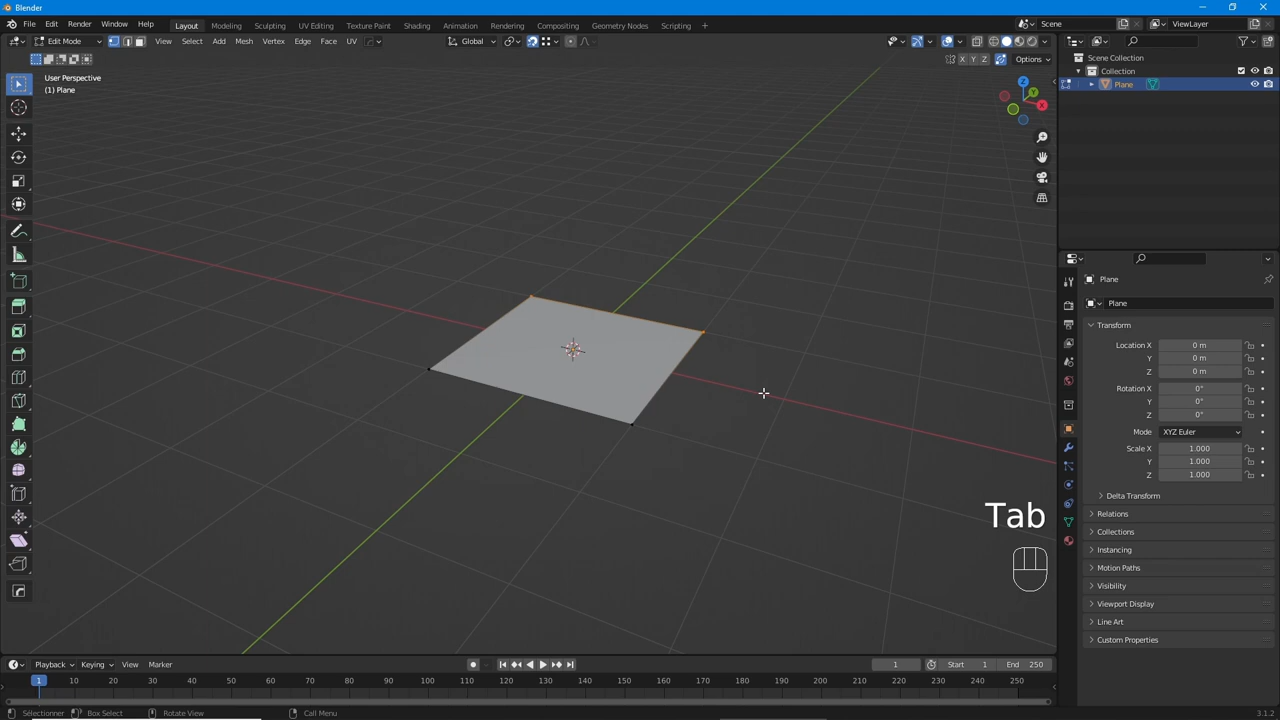 Blender
File Edit Render Window Help
Layout Modeling Sculpting UV Editing Texture Paint Shading Animation Rendering Compositing Geometry Nodes Scripting +
Scene ViewLayer
Edit Mode View Select Add Mesh Vertex Edge Face UV Global
X Y Z Options
User Perspective
(1) Plane
Z
Y
X
Scene Collection
Collection
Plane
Plane
Plane
Transform
Location X 0 m
Y 0 m
Z 0 m
Rotation X 0°
Y 0°
Z 0°
Mode XYZ Euler
Scale X 1.000
Y 1.000
Z 1.000
Delta Transform
Relations
Collections
Instancing
Motion Paths
Visibility
Viewport Display
Line Art
Custom Properties
Tab
Playback Keying View Marker 1 Start 1 End 250
1 10 20 30 40 50 60 70 80 90 100 110 120 130 140 150 160 170 180 190 200 210 220 230 240 250
Sélectionner Box Select Rotate View Call Menu 3.1.2